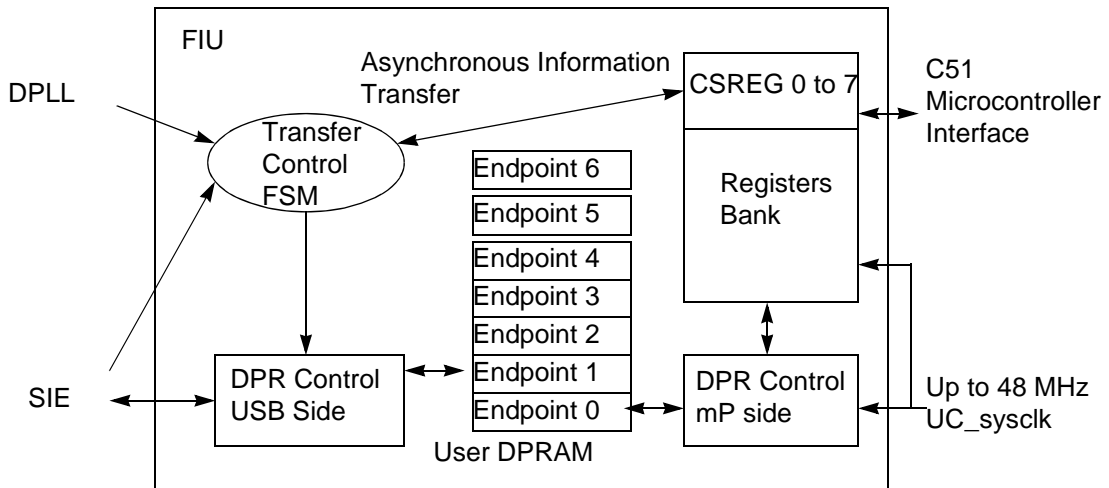 FIU
DPLL
Asynchronous Information
Transfer
CSREG 0 to 7
C51
Microcontroller
Interface
Transfer
Control
FSM
Endpoint 6
Endpoint 5
Endpoint 4
Endpoint 3
Endpoint 2
Endpoint 1
Endpoint 0
Registers
Bank
SIE
DPR Control
USB Side
User DPRAM
DPR Control
mP side
Up to 48 MHz
UC_sysclk